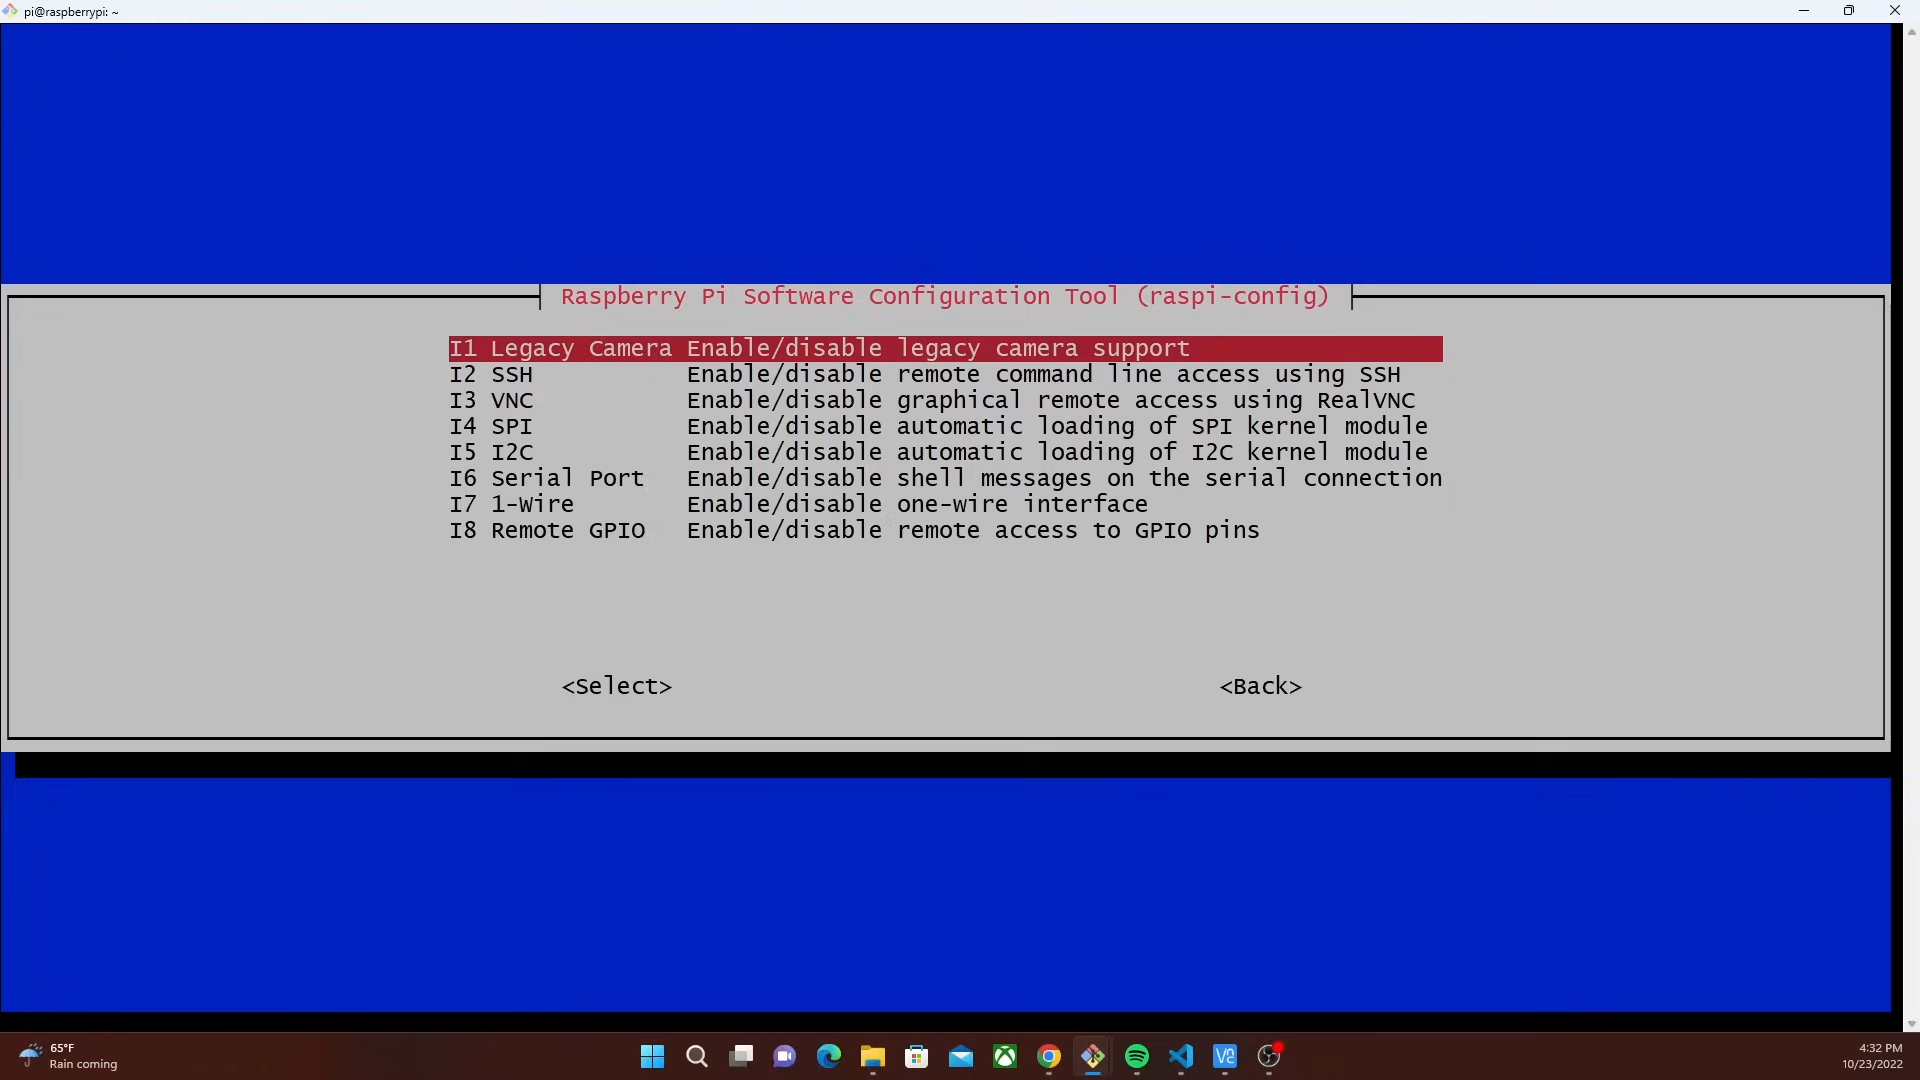 pi@raspberrypi: ~
Raspberry Pi Software Configuration Tool (raspi-config)
I1 Legacy Camera Enable/disable legacy camera support
I2 SSH Enable/disable remote command line access using SSH
I3 VNC Enable/disable graphical remote access using RealVNC
I4 SPI Enable/disable automatic loading of SPI kernel module
I5 I2C Enable/disable automatic loading of I2C kernel module
I6 Serial Port Enable/disable shell messages on the serial connection
I7 1-Wire Enable/disable one-wire interface
I8 Remote GPIO Enable/disable remote access to GPIO pins
<Select> <Back>
65°F
Rain coming
4:32 PM
10/23/2022